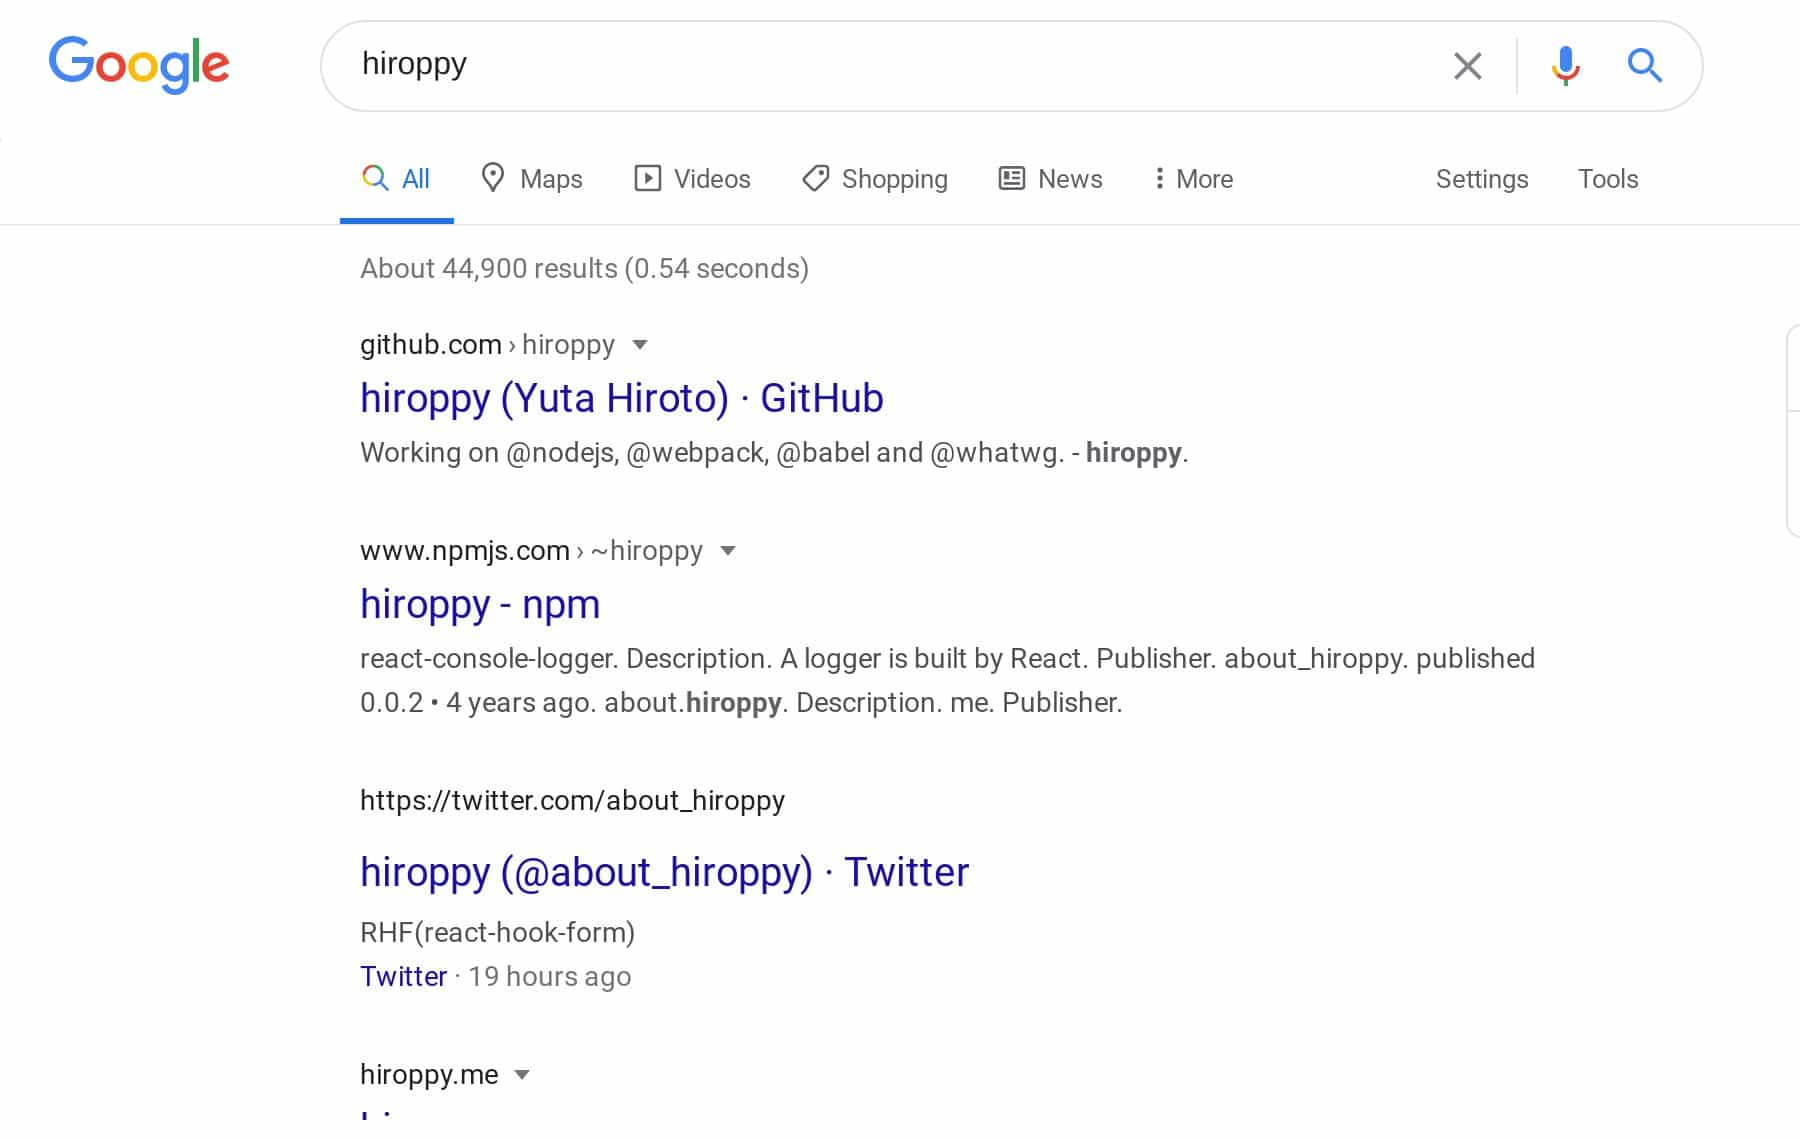 Google
hiroppy
All Maps Videos Shopping News More Settings Tools
About 44,900 results (0.54 seconds)
github.com › hiroppy
hiroppy (Yuta Hiroto) · GitHub
Working on @nodejs, @webpack, @babel and @whatwg. - hiroppy.
www.npmjs.com › ~hiroppy
hiroppy - npm
react-console-logger. Description. A logger is built by React. Publisher. about_hiroppy. published
0.0.2 • 4 years ago. about.hiroppy. Description. me. Publisher.
https://twitter.com/about_hiroppy
hiroppy (@about_hiroppy) · Twitter
RHF(react-hook-form)
Twitter · 19 hours ago
hiroppy.me